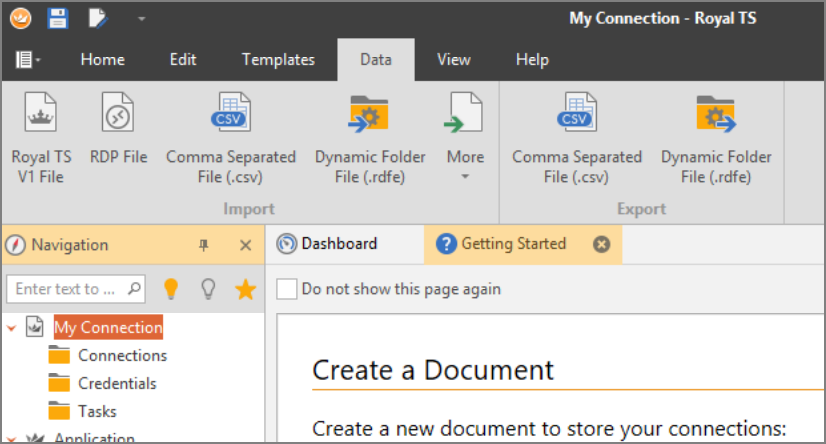 My Connection - Royal TS
Home Edit Templates Data View Help
Royal TS V1 File
RDP File
CSV
Comma Separated File (.csv)
Dynamic Folder File (.rdfe)
More
Import
CSV
Comma Separated File (.csv)
Dynamic Folder File (.rdfe)
Export
Navigation
Dashboard
? Getting Started
Enter text to ...
Do not show this page again
My Connection
Connections
Credentials
Tasks
Application
Create a Document
Create a new document to store your connections: